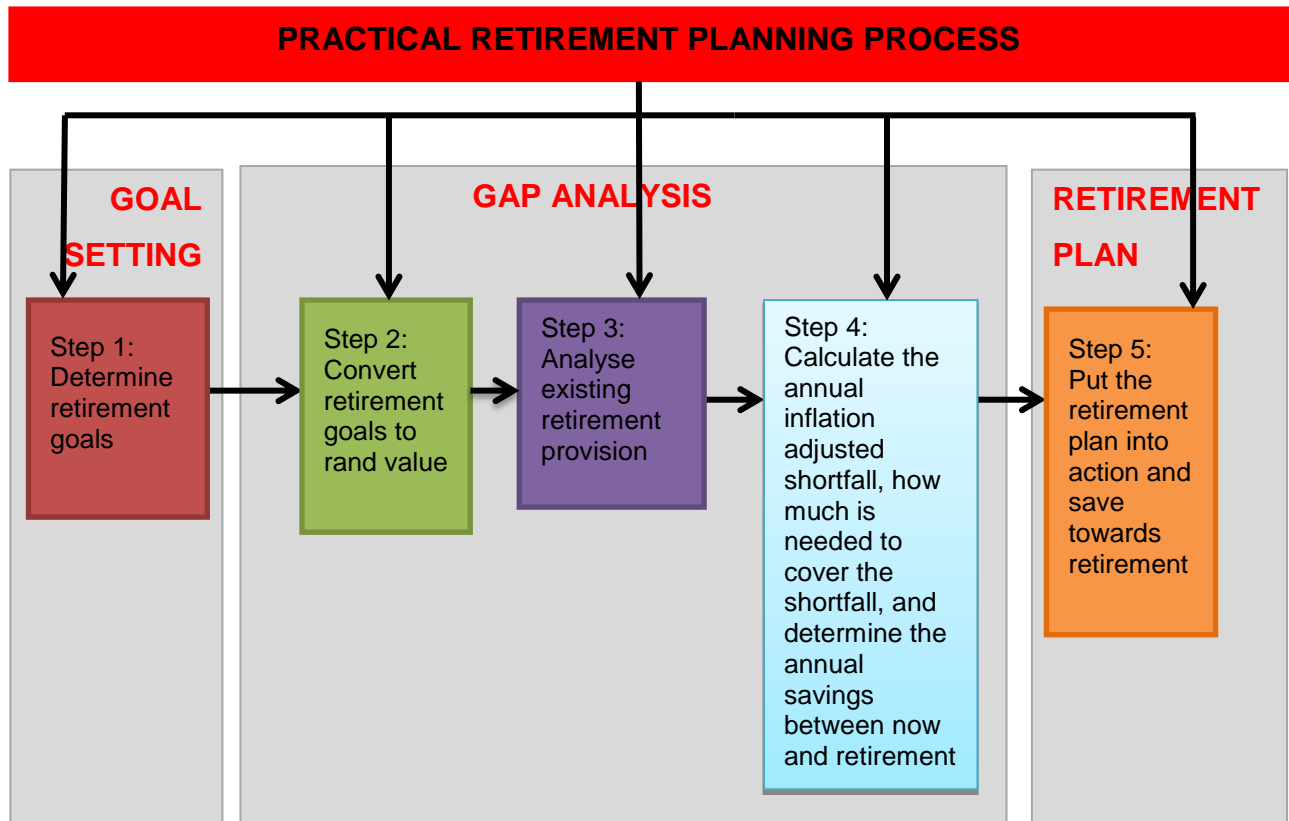 PRACTICAL RETIREMENT PLANNING PROCESS
GOAL
SETTING
GAP ANALYSIS
RETIREMENT
PLAN
Step 1:
Determine
retirement
goals
Step 2:
Convert
retirement
goals to
rand value
Step 3:
Analyse
existing
retirement
provision
Step 4:
Calculate the
annual
inflation
adjusted
shortfall, how
much is
needed to
cover the
shortfall, and
determine the
annual
savings
between now
and retirement
Step 5:
Put the
retirement
plan into
action and
save
towards
retirement